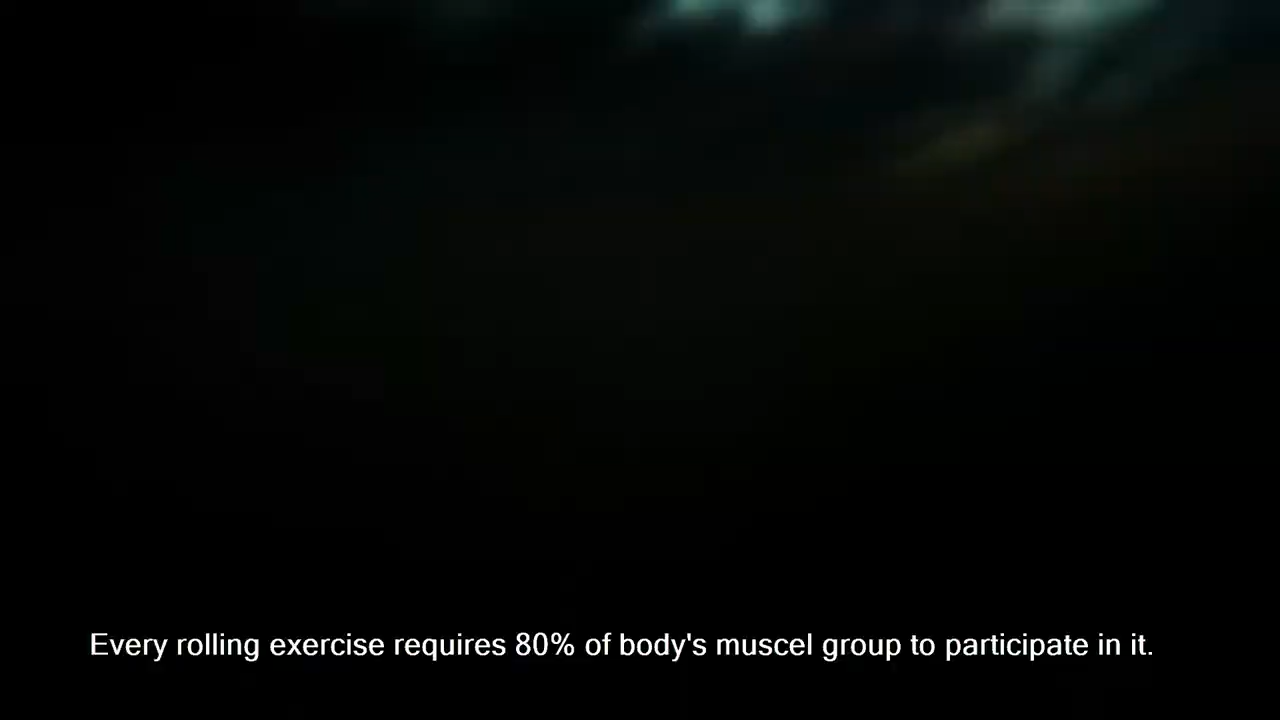 Every rolling exercise requires 80% of body's muscel group to participate in it.